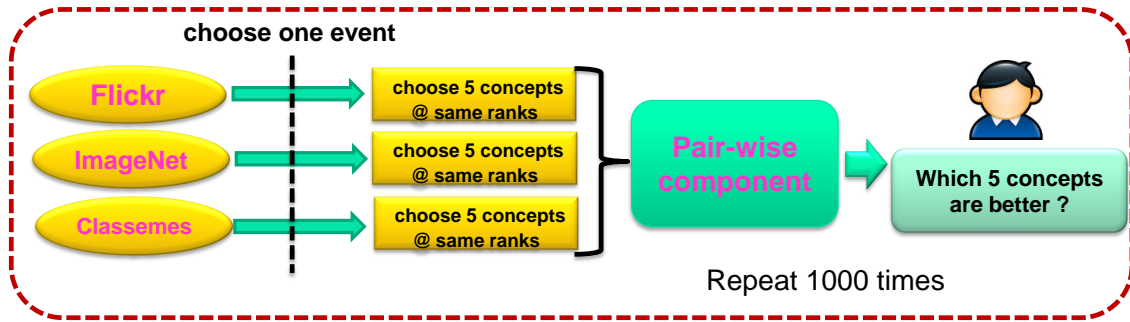 choose one event
Flickr
choose 5 concepts
@ same ranks
ImageNet
choose 5 concepts
@ same ranks
Classemes
choose 5 concepts
@ same ranks
Pair-wise
component
Which 5 concepts
are better ?
Repeat 1000 times